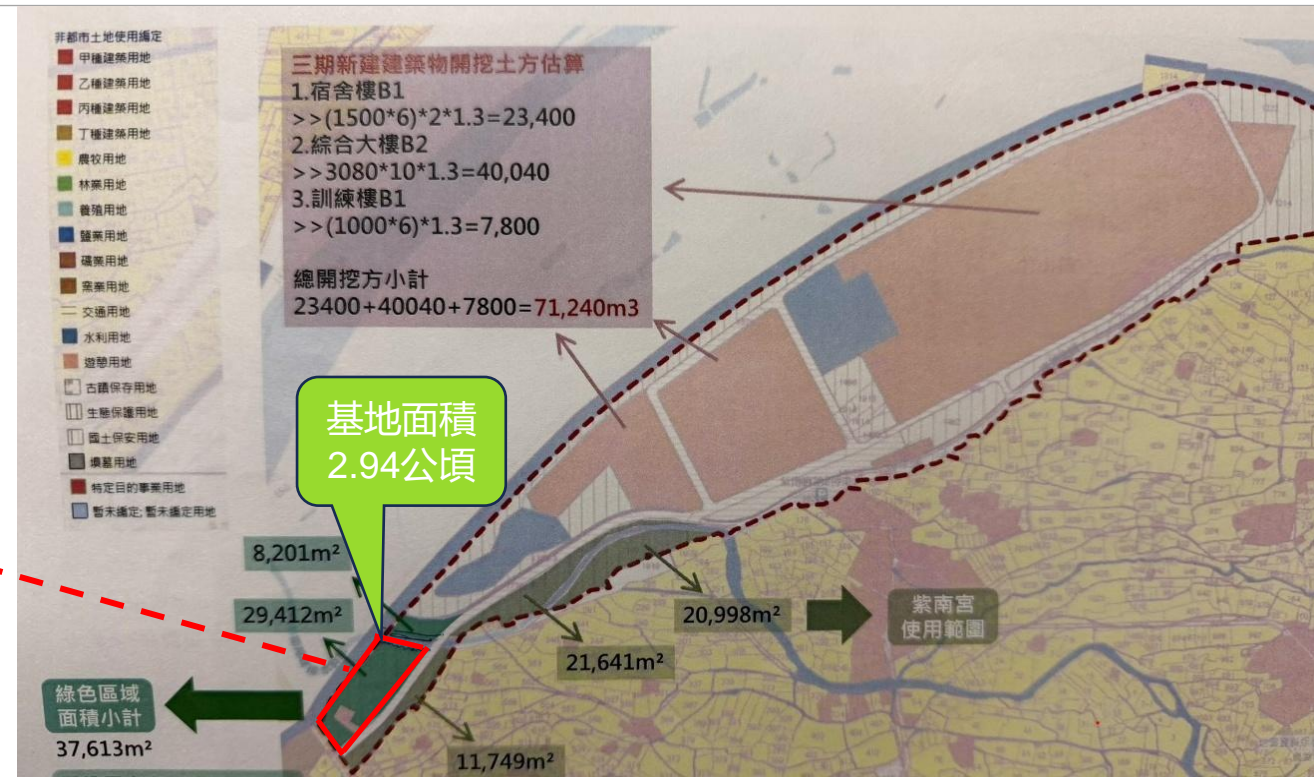 非都市土地使用編定
甲種建築用地
乙種建築用地
丙種建築用地
丁種建築用地
農牧用地
林業用地
養殖用地
鹽業用地
礦業用地
窯業用地
交通用地
水利用地
遊憩用地
古蹟保存用地
生態保護用地
國土保安用地
墳墓用地
特定目的事業用地
暫未編定;暫未編定用地
三期新建建築物開挖土方估算
1.宿舍樓B1
>>(1500*6)*2*1.3=23,400
2.綜合大樓B2
>>3080*10*1.3=40,040
3.訓練樓B1
>>(1000*6)*1.3=7,800
總開挖方小計
23400+40040+7800=71,240m3
基地面積
2.94公頃
8,201m²
29,412m²
20,998m²
紫南宮
使用範圍
21,641m²
綠色區域
面積小計
37,613m²
11,749m²